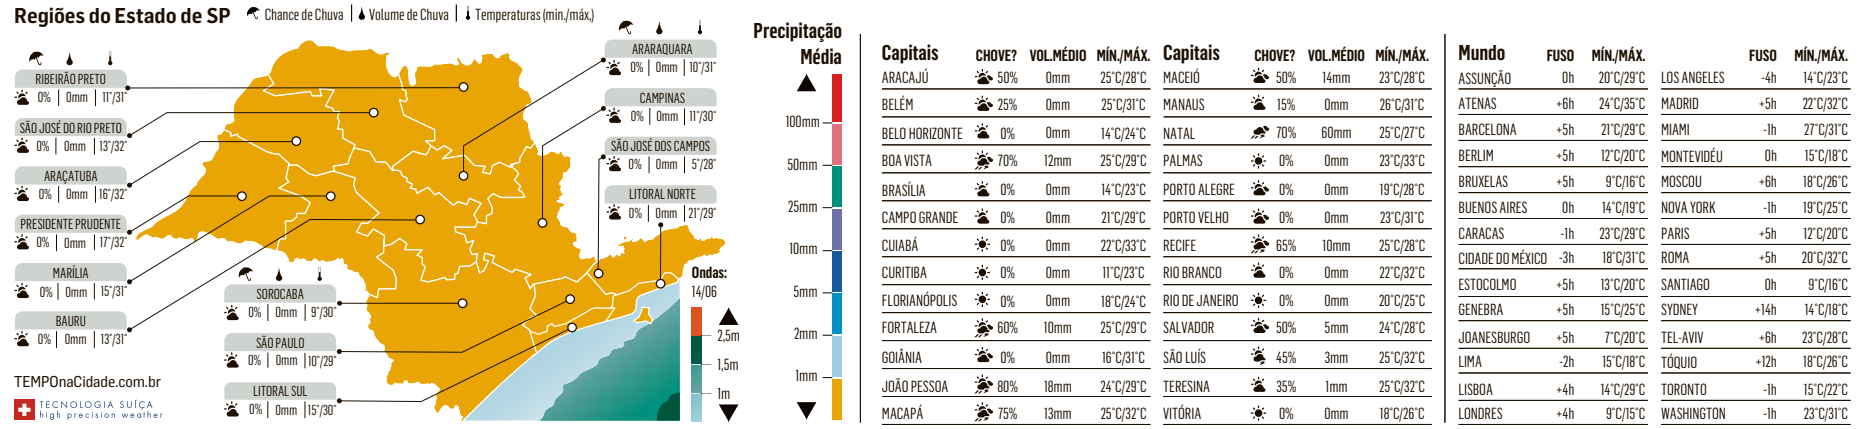 Regiões do Estado de SP
Chance de Chuva | Volume de Chuva | Temperaturas (min./máx.)
RIBEIRÃO PRETO
0% | 0mm | 11°/31°
SÃO JOSÉ DO RIO PRETO
0% | 0mm | 13°/32°
ARAÇATUBA
0% | 0mm | 16°/32°
PRESIDENTE PRUDENTE
0% | 0mm | 17°/32°
MARÍLIA
0% | 0mm | 15°/31°
BAURU
0% | 0mm | 13°/31°
TEMPOnaCidade.com.br
TECNOLOGIA SUÍÇA
high precision weather
SOROCABA
0% | 0mm | 9°/30°
SÃO PAULO
0% | 0mm | 10°/29°
LITORAL SUL
0% | 0mm | 15°/30°
ARARAQUARA
0% | 0mm | 10°/31°
CAMPINAS
0% | 0mm | 11°/30°
SÃO JOSÉ DOS CAMPOS
0% | 0mm | 5°/28°
LITORAL NORTE
0% | 0mm | 21°/29°
Ondas:
14/06
2,5m
1,5m
1m
Precipitação
Média
100mm
50mm
25mm
10mm
5mm
2mm
1mm
Capitais CHOVE? VOL.MÉDIO MÍN./MÁX.
ARACAJÚ 50% 0mm 25°C/28°C
BELÉM 25% 0mm 25°C/31°C
BELO HORIZONTE 0% 0mm 14°C/24°C
BOA VISTA 70% 12mm 25°C/29°C
BRASÍLIA 0% 0mm 14°C/23°C
CAMPO GRANDE 0% 0mm 21°C/29°C
CUIABÁ 0% 0mm 22°C/33°C
CURITIBA 0% 0mm 11°C/23°C
FLORIANÓPOLIS 0% 0mm 18°C/24°C
FORTALEZA 60% 10mm 25°C/29°C
GOIÂNIA 0% 0mm 16°C/31°C
JOÃO PESSOA 80% 18mm 24°C/29°C
MACAPÁ 75% 13mm 25°C/32°C
Capitais CHOVE? VOL.MÉDIO MÍN./MÁX.
MACEIÓ 50% 14mm 23°C/28°C
MANAUS 15% 0mm 26°C/31°C
NATAL 70% 60mm 25°C/27°C
PALMAS 0% 0mm 23°C/33°C
PORTO ALEGRE 0% 0mm 19°C/28°C
PORTO VELHO 0% 0mm 23°C/31°C
RECIFE 65% 10mm 25°C/28°C
RIO BRANCO 0% 0mm 22°C/32°C
RIO DE JANEIRO 0% 0mm 20°C/25°C
SALVADOR 50% 5mm 24°C/28°C
SÃO LUÍS 45% 3mm 25°C/32°C
TERESINA 35% 1mm 25°C/32°C
VITÓRIA 0% 0mm 18°C/26°C
Mundo FUSO MÍN./MÁX.
ASSUNÇÃO 0h 20°C/29°C
ATENAS +6h 24°C/35°C
BARCELONA +5h 21°C/29°C
BERLIM +5h 12°C/20°C
BRUXELAS +5h 9°C/16°C
BUENOS AIRES 0h 14°C/19°C
CARACAS -1h 23°C/29°C
CIDADE DO MÉXICO -3h 18°C/31°C
ESTOCOLMO +5h 13°C/20°C
GENEBRA +5h 15°C/25°C
JOANESBURGO +5h 7°C/20°C
LIMA -2h 15°C/18°C
LISBOA +4h 14°C/29°C
LONDRES +4h 9°C/15°C
FUSO MÍN./MÁX.
LOS ANGELES -4h 14°C/23°C
MADRID +5h 22°C/32°C
MIAMI -1h 27°C/31°C
MONTEVIDÉU 0h 15°C/18°C
MOSCOU +6h 18°C/26°C
NOVA YORK -1h 19°C/25°C
PARIS +5h 12°C/20°C
ROMA +5h 20°C/32°C
SANTIAGO 0h 9°C/16°C
SYDNEY +14h 14°C/18°C
TEL-AVIV +6h 23°C/28°C
TÓQUIO +12h 18°C/26°C
TORONTO -1h 15°C/22°C
WASHINGTON -1h 23°C/31°C